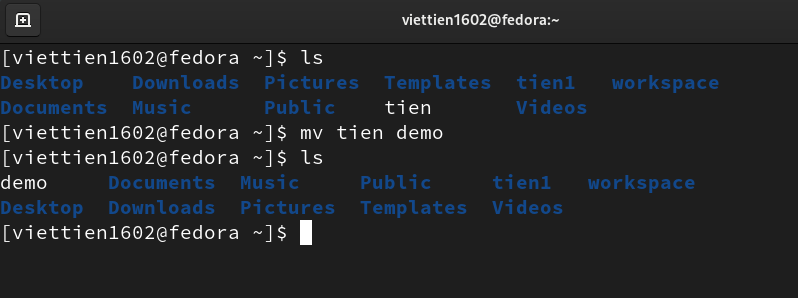 viettien1602@fedora:~
[viettien1602@fedora ~]$ ls
Desktop    Downloads  Pictures  Templates  tien1   workspace
Documents  Music      Public    tien       Videos
[viettien1602@fedora ~]$ mv tien demo
[viettien1602@fedora ~]$ ls
demo     Documents  Music     Public     tien1   workspace
Desktop  Downloads  Pictures  Templates  Videos
[viettien1602@fedora ~]$